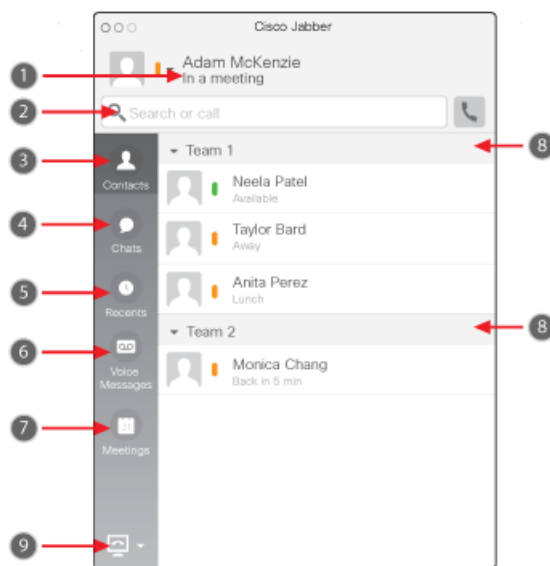 Cisco Jabber
1
Adam McKenzie
In a meeting
2
Search or call
3
Contacts
8
Team 1
Neela Patel
Available
4
Chats
Taylor Bard
Away
5
Recents
Anita Perez
Lunch
8
Team 2
6
Voice
Messages
Monica Chang
Back in 5 min
7
31
Meetings
9